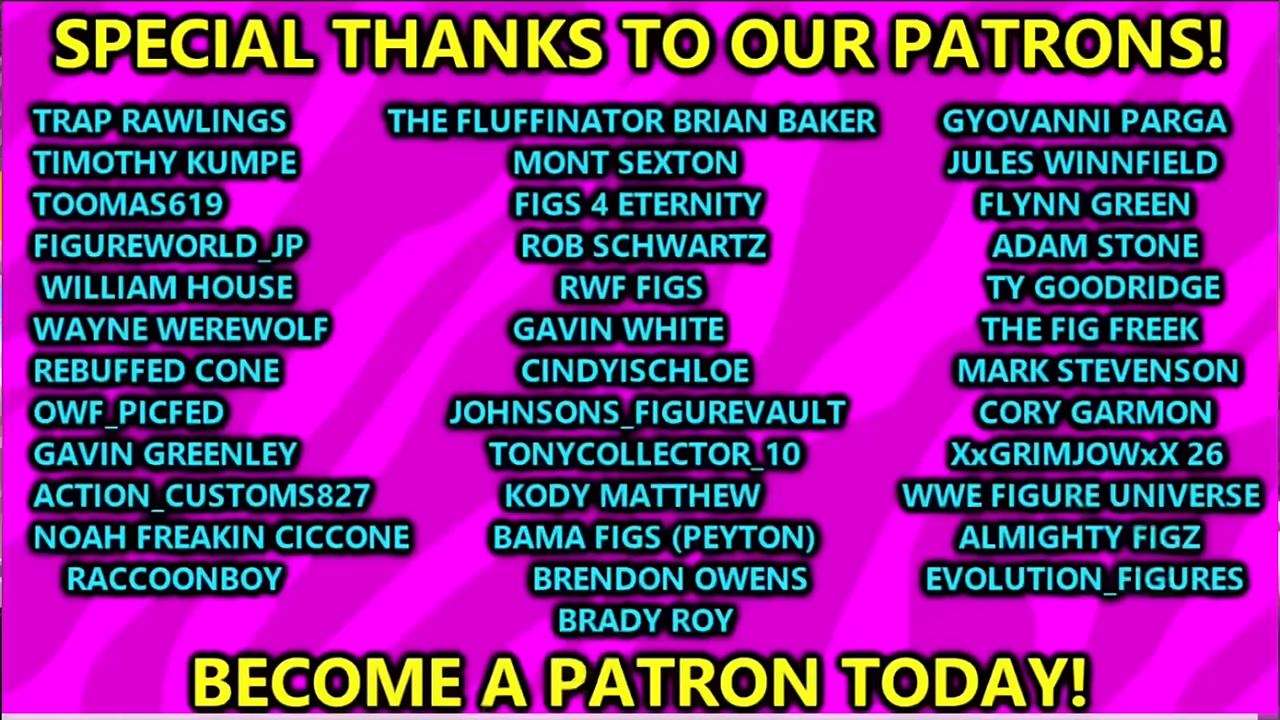 SPECIAL THANKS TO OUR PATRONS!
TRAP RAWLINGS
TIMOTHY KUMPE
TOOMAS619
FIGUREWORLD_JP
WILLIAM HOUSE
WAYNE WEREWOLF
REBUFFED CONE
OWF_PICFED
GAVIN GREENLEY
ACTION_CUSTOMS827
NOAH FREAKIN CICCONE
RACCOONBOY
THE FLUFFINATOR BRIAN BAKER
MONT SEXTON
FIGS 4 ETERNITY
ROB SCHWARTZ
RWF FIGS
GAVIN WHITE
CINDYISCHLOE
JOHNSONS_FIGUREVAULT
TONYCOLLECTOR_10
KODY MATTHEW
BAMA FIGS (PEYTON)
BRENDON OWENS
BRADY ROY
GYOVANNI PARGA
JULES WINNFIELD
FLYNN GREEN
ADAM STONE
TY GOODRIDGE
THE FIG FREEK
MARK STEVENSON
CORY GARMON
XxGRIMJOWxX 26
WWE FIGURE UNIVERSE
ALMIGHTY FIGZ
EVOLUTION_FIGURES
BECOME A PATRON TODAY!